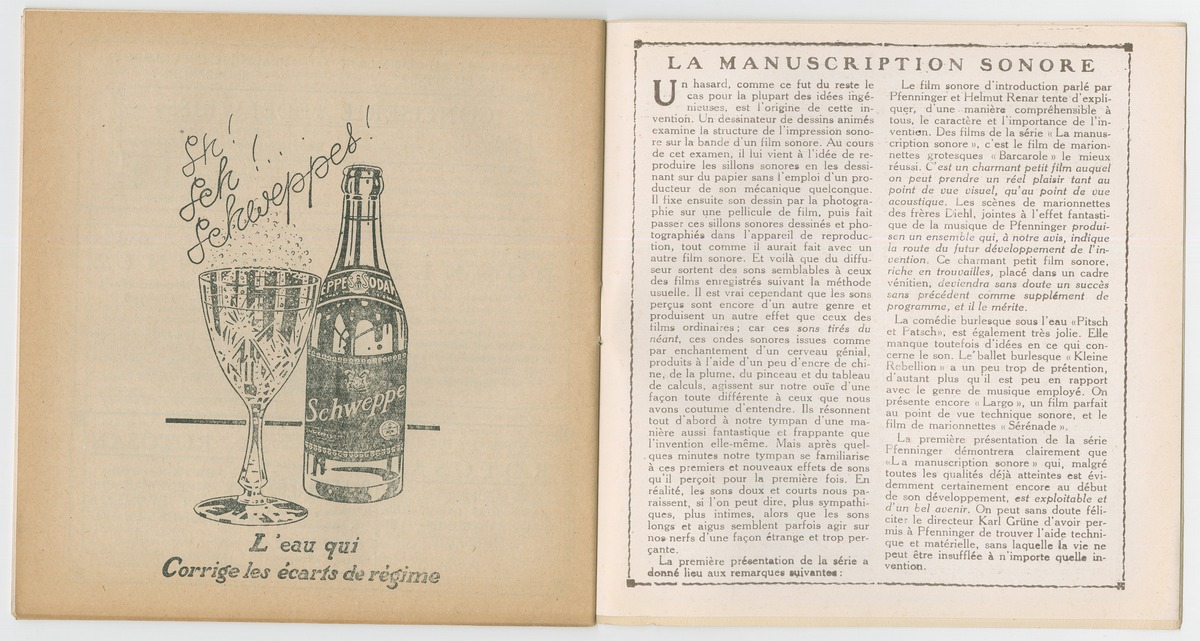 Sch!
Sch!...
Schweppes!
EPPES SODA
Schweppe
L'eau qui
Corrige les écarts de régime
LA MANUSCRIPTION SONORE
Un hasard, comme ce fut du reste le
cas pour la plupart des idées ingé-
nieuses, est l'origine de cette in-
vention. Un dessinateur de dessins animés
examine la structure de l'impression sono-
re sur la bande d'un film sonore. Au cours
de cet examen, il lui vient à l'idée de re-
produire les sillons sonores en les dessi-
nant sur du papier sans l'emploi d'un pro-
ducteur de son mécanique quelconque.
Il fixe ensuite son dessin par la photogra-
phie sur une pellicule de film, puis fait
passer ces sillons sonores dessinés et pho-
tographiés dans l'appareil de reproduc-
tion, tout comme il aurait fait avec un
autre film sonore. Et voilà que du diffu-
seur sortent des sons semblables à ceux
des films enregistrés suivant la méthode
usuelle. Il est vrai cependant que les sons
perçus sont encore d'un autre genre et
produisent un autre effet que ceux des
films ordinaires ; car ces sons tirés du
néant, ces ondes sonores issues comme
par enchantement d'un cerveau génial,
produits à l'aide d'un peu d'encre de chi-
ne, de la plume, du pinceau et du tableau
de calculs, agissent sur notre ouïe d'une
façon toute différente à ceux que nous
avons coutume d'entendre. Ils résonnent
tout d'abord à notre tympan d'une ma-
nière aussi fantastique et frappante que
l'invention elle-même. Mais après quel-
ques minutes notre tympan se familiarise
à ces premiers et nouveaux effets de sons
qu'il perçoit pour la première fois. En
réalité, les sons doux et courts nous pa-
raissent, si l'on peut dire, plus sympathi-
ques, plus intimes, alors que les sons
longs et aigus semblent parfois agir sur
nos nerfs d'une façon étrange et trop per-
çante.
La première présentation de la série a
donné lieu aux remarques suivantes :
Le film sonore d'introduction parlé par
Pfenninger et Helmut Renar tente d'expli-
quer, d'une manière compréhensible à
tous, le caractère et l'importance de l'in-
vention. Des films de la série « La manus-
cription sonore », c'est le film de marion-
nettes grotesques « Barcarole » le mieux
réussi. C'est un charmant petit film auquel
on peut prendre un réel plaisir tant au
point de vue visuel, qu'au point de vue
acoustique. Les scènes de marionnettes
des frères Diehl, jointes à l'effet fantasti-
que de la musique de Pfenninger produi-
sen un ensemble qui, à notre avis, indique
la route du futur développement de l'in-
vention. Ce charmant petit film sonore,
riche en trouvailles, placé dans un cadre
vénitien, deviendra sans doute un succès
sans précédent comme supplément de
programme, et il le mérite.
La comédie burlesque sous l'eau «Pitsch
et Patsch», est également très jolie. Elle
manque toutefois d'idées en ce qui con-
cerne le son. Le ballet burlesque « Kleine
Rebellion » a un peu trop de prétention,
d'autant plus qu'il est peu en rapport
avec le genre de musique employé. On
présente encore « Largo », un film parfait
au point de vue technique sonore, et le
film de marionnettes « Sérénade ».
La première présentation de la série
Pfenninger démontrera clairement que
«La manuscription sonore» qui, malgré
toutes les qualités déjà atteintes est évi-
demment certainement encore au début
de son développement, est exploitable et
d'un bel avenir. On peut sans doute féli-
citer le directeur Karl Grüne d'avoir per-
mis à Pfenninger de trouver l'aide techni-
que et matérielle, sans laquelle la vie ne
peut être insufflée à n'importe quelle in-
vention.